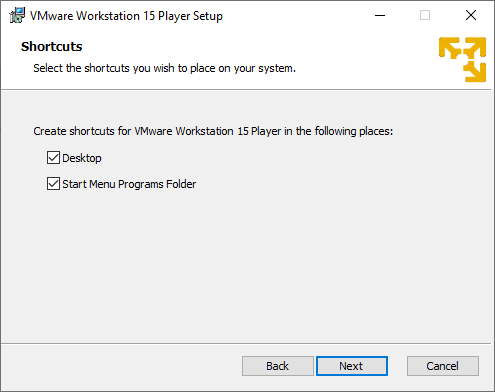 VMware Workstation 15 Player Setup
Shortcuts
Select the shortcuts you wish to place on your system.
Create shortcuts for VMware Workstation 15 Player in the following places:
Desktop
Start Menu Programs Folder
Back Next Cancel